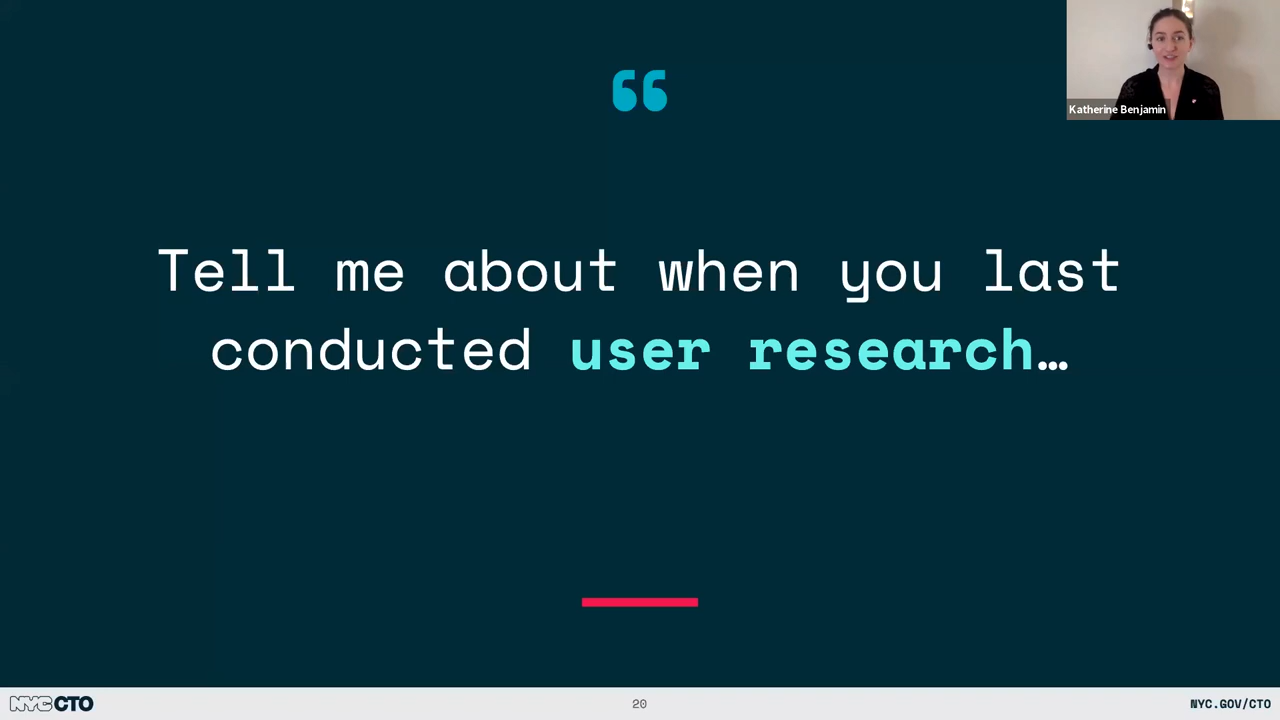 Katherine Benjamin
“
Tell me about when you last
conducted user research…
NYC CTO
20
NYC.GOV/CTO